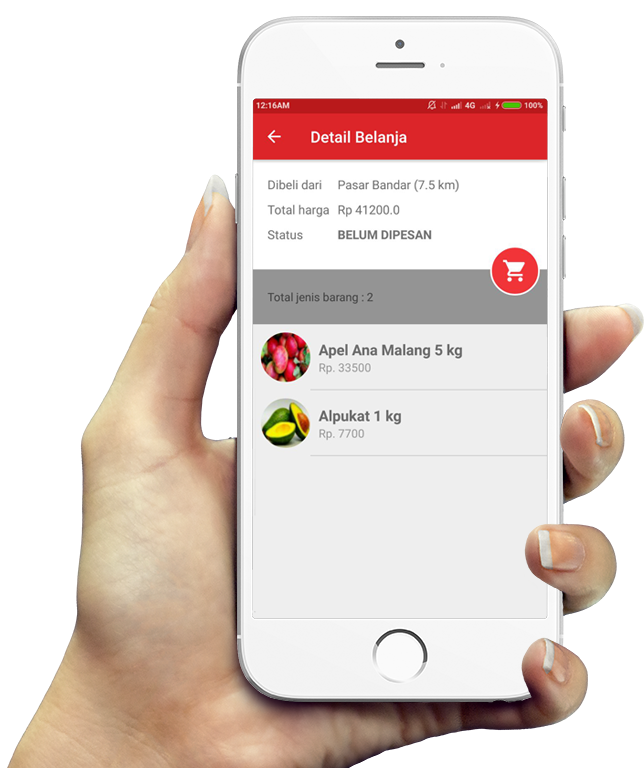 12:16AM 4G 100%
Detail Belanja
Dibeli dari Pasar Bandar (7.5 km)
Total harga Rp 41200.0
Status BELUM DIPESAN
Total jenis barang : 2
Apel Ana Malang 5 kg
Rp. 33500
Alpukat 1 kg
Rp. 7700